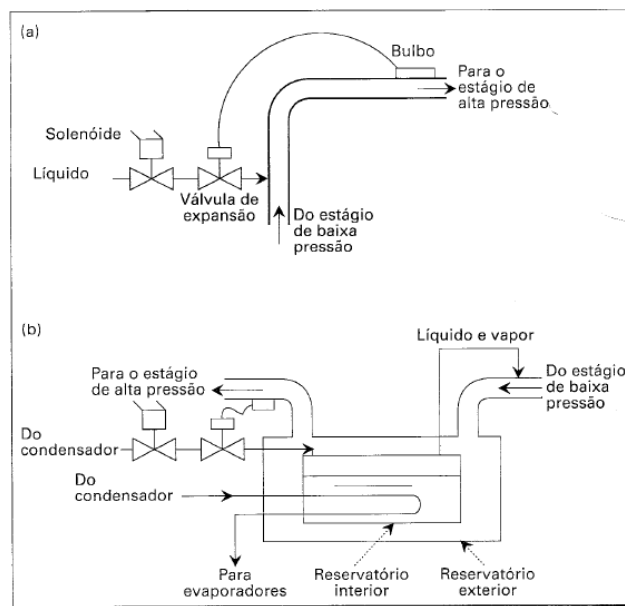 (a)
Bulbo
Para o
estágio de
alta pressão
Solenóide
Líquido
Válvula de
expansão
Do estágio
de baixa
pressão
(b)
Líquido e vapor
Para o estágio
de alta pressão
Do estágio
de baixa
pressão
Do
condensador
Do
condensador
Para
evaporadores
Reservatório
interior
Reservatório
exterior